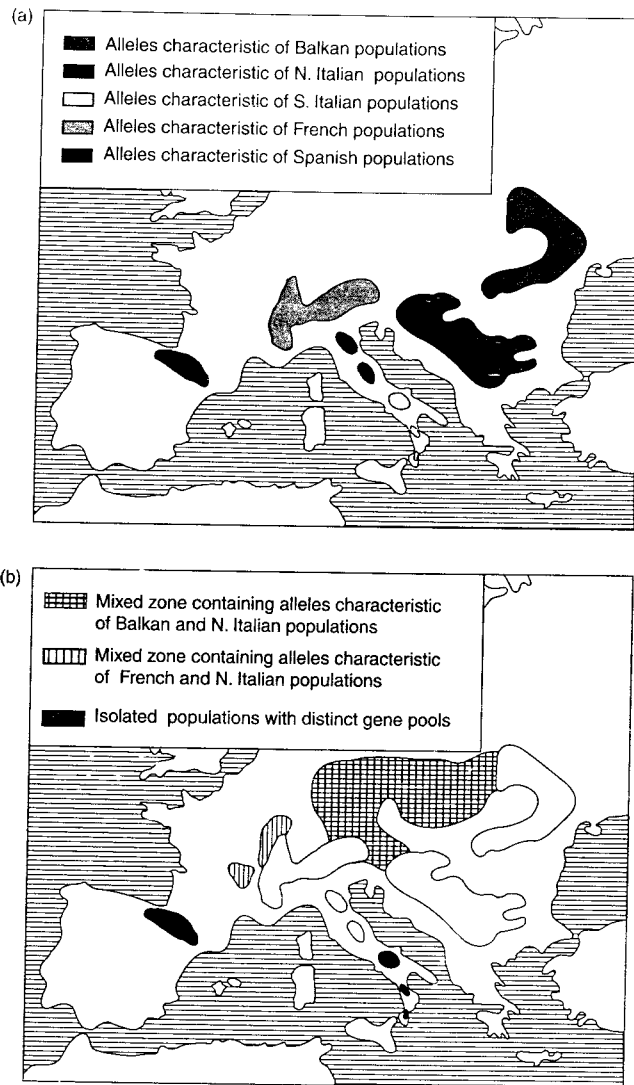 (a)
Alleles characteristic of Balkan populations
Alleles characteristic of N. Italian populations
Alleles characteristic of S. Italian populations
Alleles characteristic of French populations
Alleles characteristic of Spanish populations
(b)
Mixed zone containing alleles characteristic
of Balkan and N. Italian populations
Mixed zone containing alleles characteristic
of French and N. Italian populations
Isolated populations with distinct gene pools